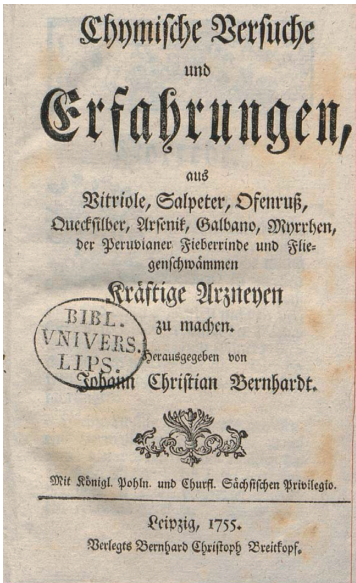 Chymische Versuche
und
Erfahrungen,
aus
Vitriole, Salpeter, Ofenruß,
Quecksilber, Arsenik, Galbano, Myrrhen,
der Peruvianer Fieberrinde und Flie-
genschwämmen
Kräftige Arzneyen
zu machen.
Herausgegeben von
Johann Christian Bernhardt.
BIBL.
VNIVERS.
LIPS.
Mit Königl. Pohln. und Churfl. Sächsischen Privilegio.
Leipzig, 1755.
Verlegts Bernhard Christoph Breitkopf.